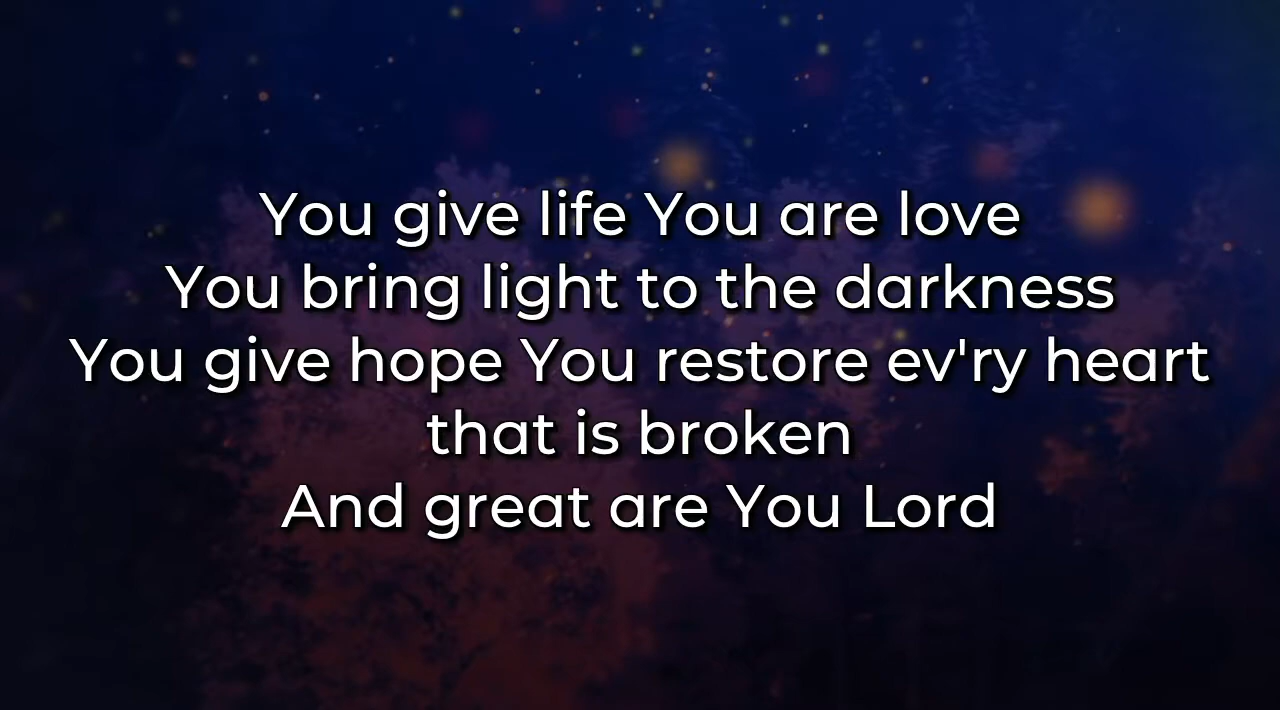 You give life You are love
You bring light to the darkness
You give hope You restore ev'ry heart
that is broken
And great are You Lord